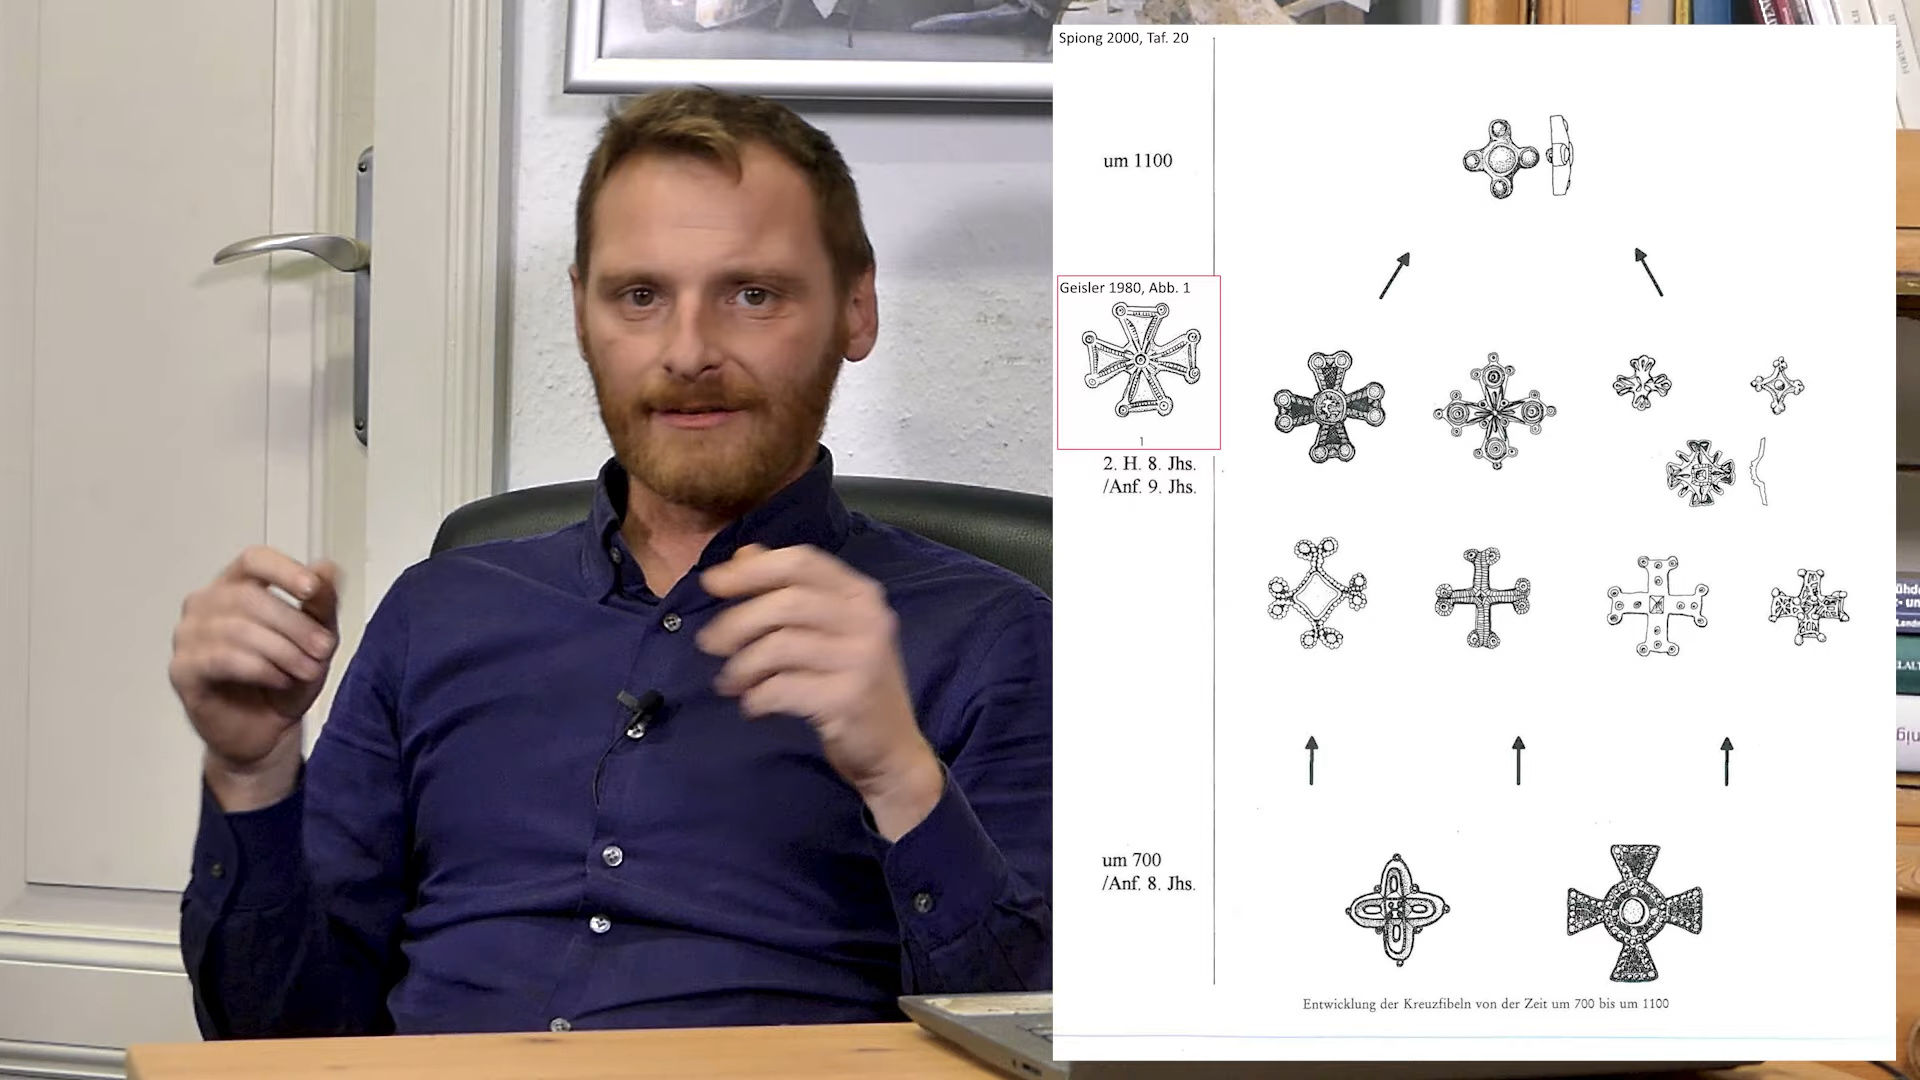 Spiong 2000, Taf. 20
um 1100
Geisler 1980, Abb. 1
1
2. H. 8. Jhs.
/Anf. 9. Jhs.
um 700
/Anf. 8. Jhs.
Entwicklung der Kreuzfibeln von der Zeit um 700 bis um 1100